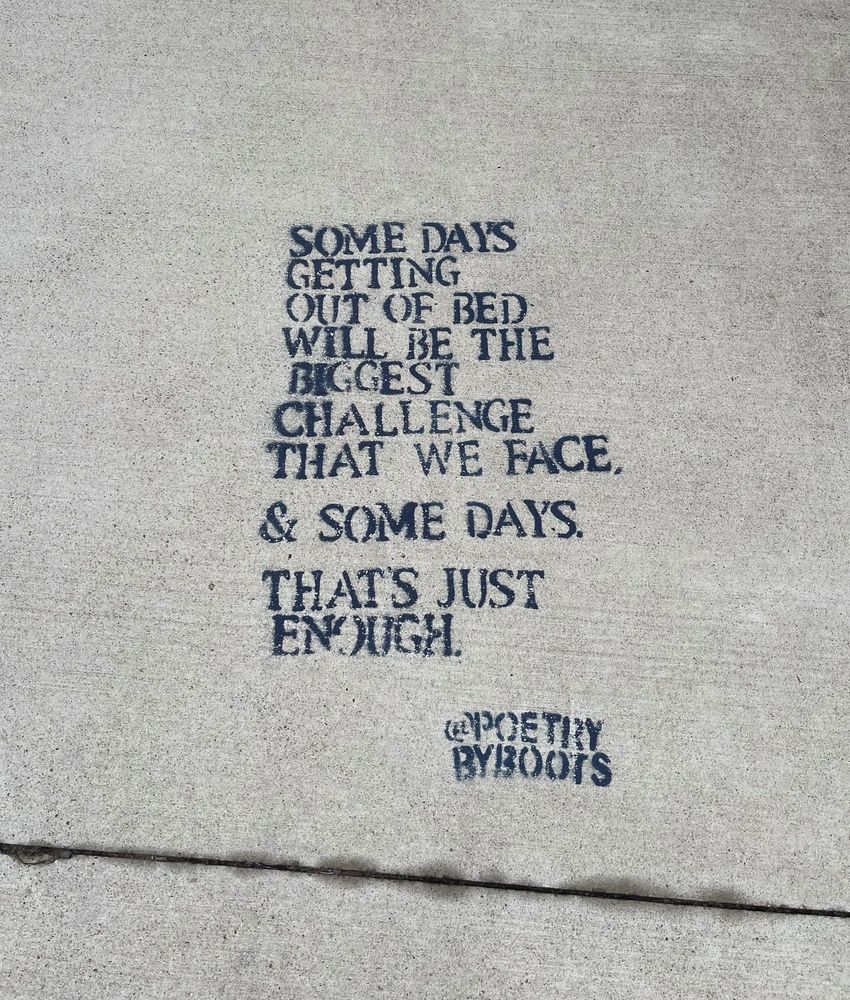 SOME DAYS
GETTING
OUT OF BED
WILL BE THE
BIGGEST
CHALLENGE
THAT WE FACE,
& SOME DAYS.
THAT'S JUST
ENOUGH.
@POETRY
BYBOOTS